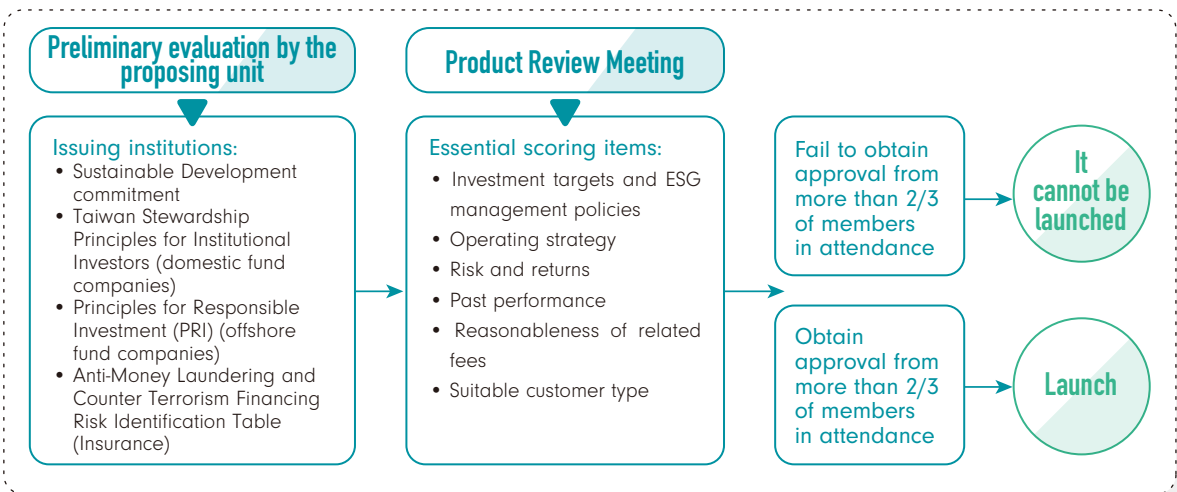 Preliminary evaluation by the
proposing unit
Issuing institutions:
• Sustainable Development
commitment
• Taiwan Stewardship
Principles for Institutional
Investors (domestic fund
companies)
• Principles for Responsible
Investment (PRI) (offshore
fund companies)
• Anti-Money Laundering and
Counter Terrorism Financing
Risk Identification Table
(Insurance)
Product Review Meeting
Essential scoring items:
• Investment targets and ESG
management policies
• Operating strategy
• Risk and returns
• Past performance
• Reasonableness of related
fees
• Suitable customer type
Fail to obtain
approval from
more than 2/3
of members
in attendance
It
cannot be
launched
Obtain
approval from
more than 2/3
of members
in attendance
Launch